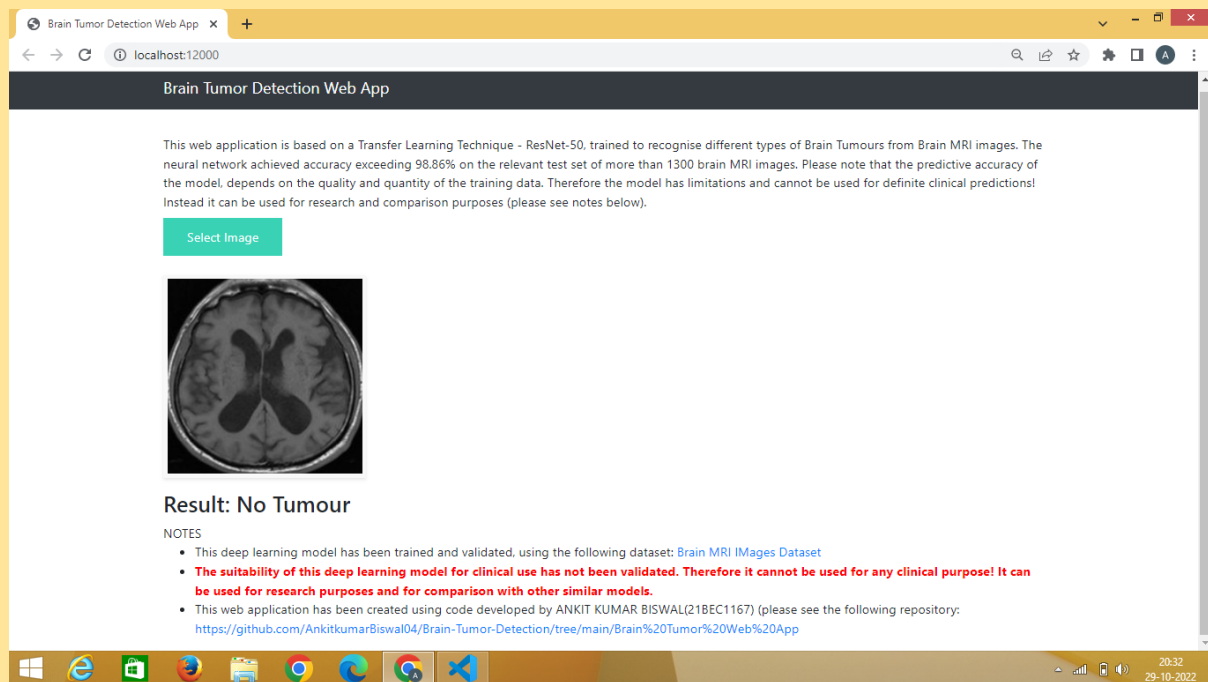 Brain Tumor Detection Web App
localhost:12000
A
Brain Tumor Detection Web App
This web application is based on a Transfer Learning Technique - ResNet-50, trained to recognise different types of Brain Tumours from Brain MRI images. The
neural network achieved accuracy exceeding 98.86% on the relevant test set of more than 1300 brain MRI images. Please note that the predictive accuracy of
the model, depends on the quality and quantity of the training data. Therefore the model has limitations and cannot be used for definite clinical predictions!
Instead it can be used for research and comparison purposes (please see notes below).
Select Image
Result: No Tumour
NOTES
• This deep learning model has been trained and validated, using the following dataset: Brain MRI IMages Dataset
• The suitability of this deep learning model for clinical use has not been validated. Therefore it cannot be used for any clinical purpose! It can
be used for research purposes and for comparison with other similar models.
• This web application has been created using code developed by ANKIT KUMAR BISWAL(21BEC1167) (please see the following repository:
https://github.com/AnkitkumarBiswal04/Brain-Tumor-Detection/tree/main/Brain%20Tumor%20Web%20App
A
20:32
29-10-2022